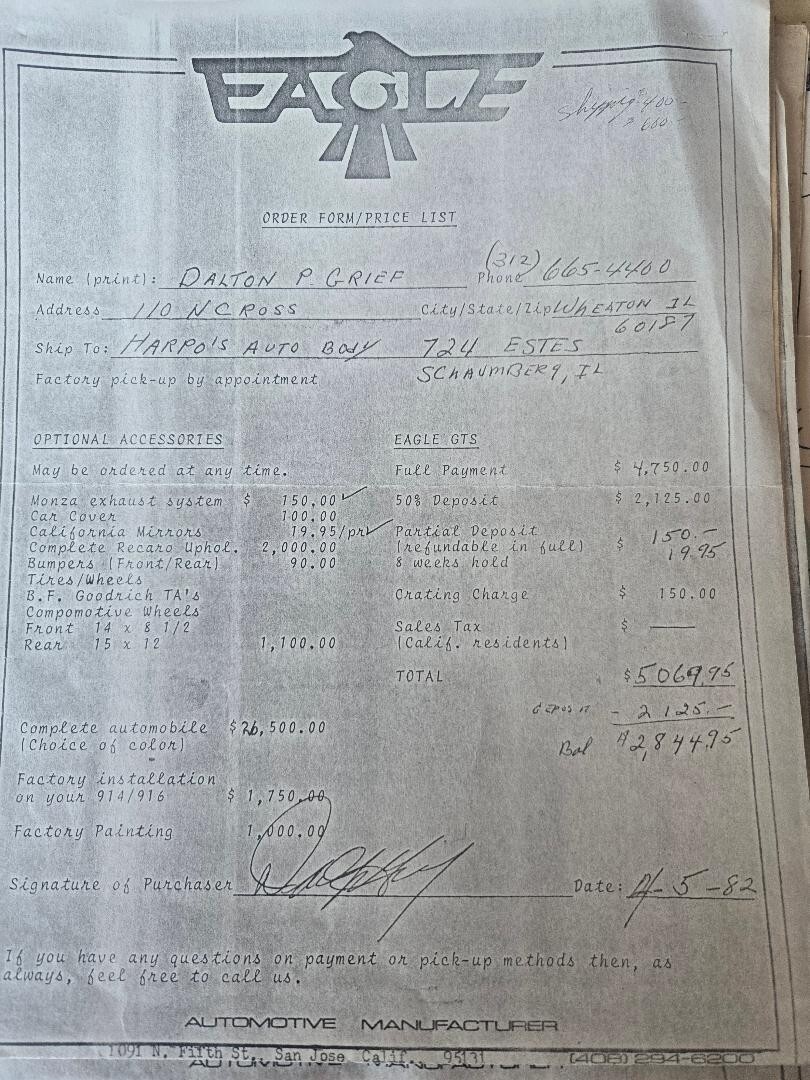 EAGLE
Shipping 400-
600-
ORDER FORM/PRICE LIST
Name (print): DALTON P. GRIEF Phone (312) 665-4400
Address 110 N CROSS City/State/Zip WHEATON IL
60187
Ship To: HARPO'S AUTO BODY 724 ESTES
Factory pick-up by appointment SCHAUMBERG, IL
OPTIONAL ACCESSORIES
May be ordered at any time.
Monza exhaust system $ 150.00
Car Cover 100.00
California Mirrors 19.95/pr
Complete Recaro Uphol. 2,000.00
Bumpers (Front/Rear) 90.00
Tires/Wheels
B.F. Goodrich TA's
Compomotive Wheels
Front 14 x 8 1/2
Rear 15 x 12 1,100.00
Complete automobile $26,500.00
(Choice of color)
Factory installation
on your 914/916 $ 1,750.00
Factory Painting 1,000.00
EAGLE GTS
Full Payment $ 4,750.00
50% Deposit $ 2,125.00
Partial Deposit 150.-
(refundable in full) $ 19.95
8 weeks hold
Crating Charge $ 150.00
Sales Tax $ —
(Calif. residents)
TOTAL $5069.95
DEPOSIT - 2125.-
Bal $2,844.95
Signature of Purchaser Date: 4-5-82
If you have any questions on payment or pick-up methods then, as
always, feel free to call us.
AUTOMOTIVE MANUFACTURER
1091 N. Fifth St., San Jose, Calif. 95131 (408) 294-6200